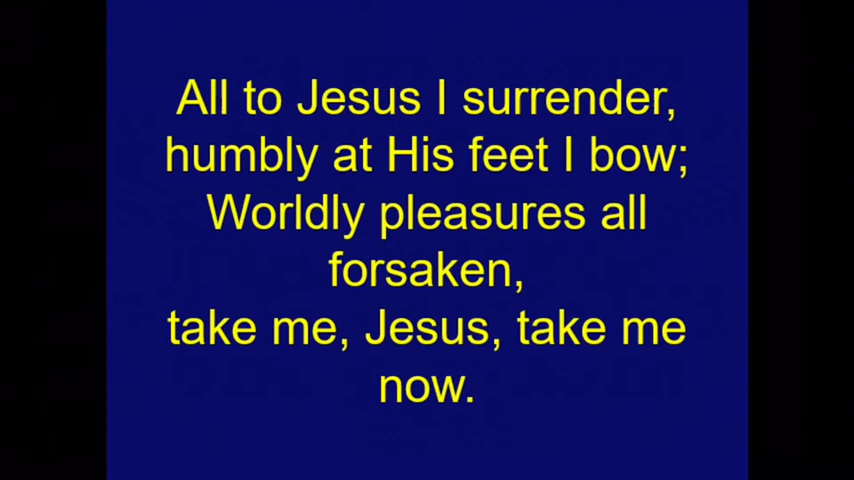 All to Jesus I surrender,
humbly at His feet I bow;
Worldly pleasures all
forsaken,
take me, Jesus, take me
now.